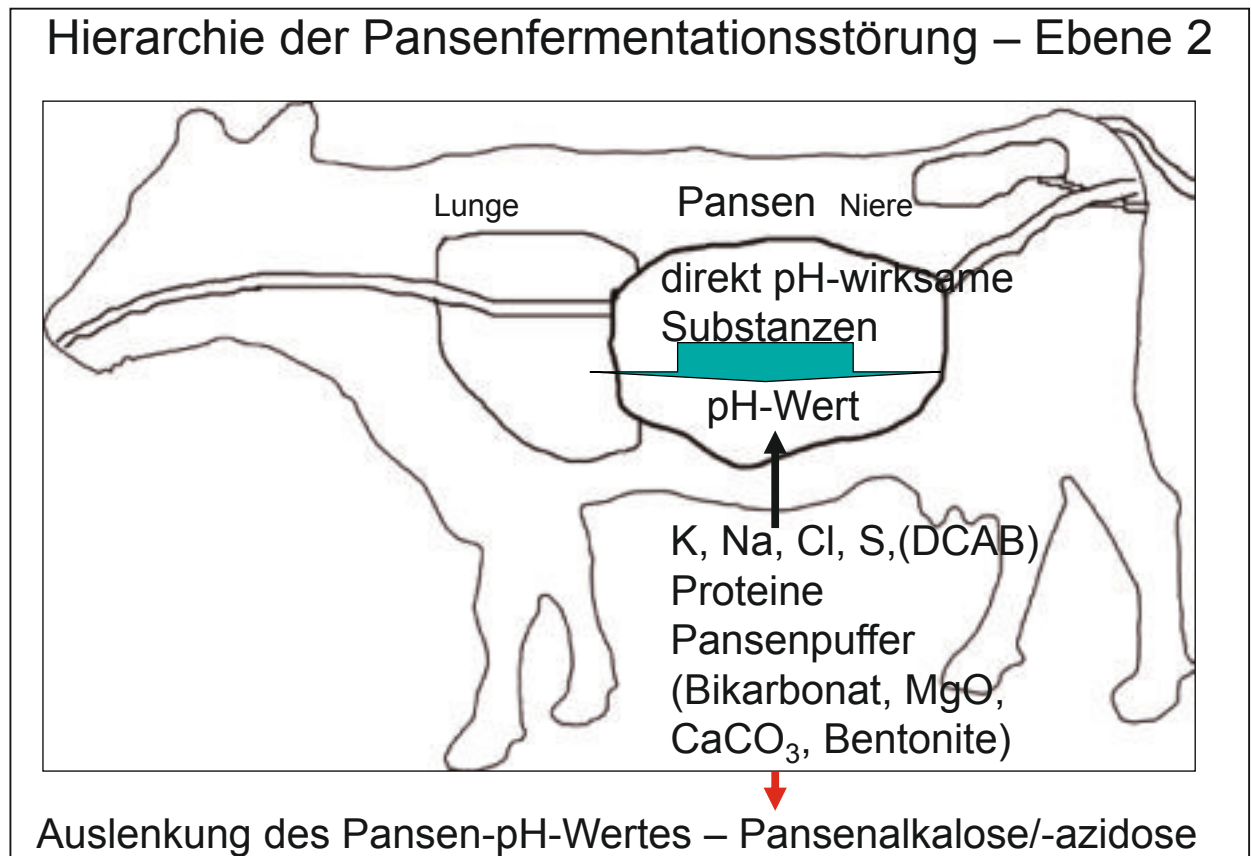 Hierarchie der Pansenfermentationsstörung – Ebene 2
Lunge
Pansen
Niere
direkt pH-wirksame
Substanzen
pH-Wert
K, Na, Cl, S,(DCAB)
Proteine
Pansenpuffer
(Bikarbonat, MgO,
CaCO₃, Bentonite)
Auslenkung des Pansen-pH-Wertes – Pansenalkalose/-azidose